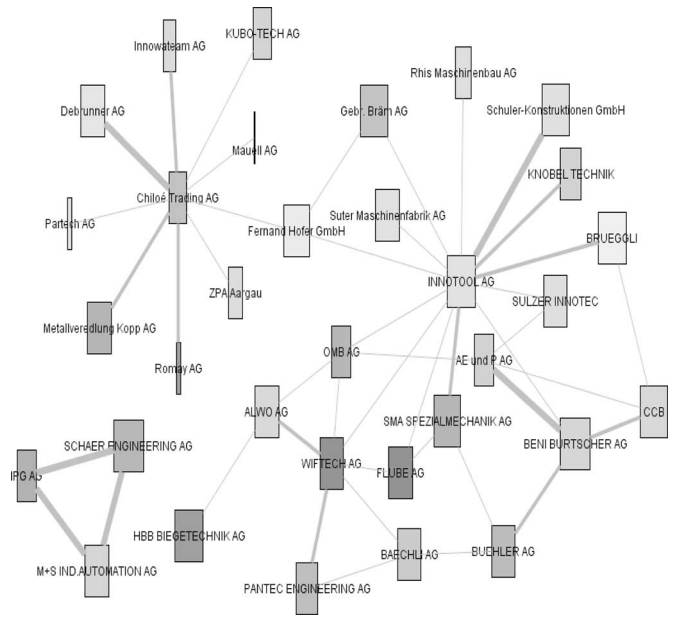 KUBO-TECH AG
Innowateam AG
Rhis Maschinenbau AG
Debrunner AG
Gebr. Bräm AG
Schuler-Konstruktionen GmbH
Mauell AG
KNOBEL TECHNIK
Chiloé Trading AG
Suter Maschinenfabrik AG
Partech AG
Fernand Hofer GmbH
BRUEGGLI
INNOTOOL AG
ZPA Aargau
SULZER INNOTEC
Metallveredlung Kopp AG
OMB AG
AE und P AG
Romay AG
ALWO AG
CCB
SMA SPEZIALMECHANIK AG
SCHAER ENGINEERING AG
BENI BURTSCHER AG
WIFTECH AG
FLUBE AG
IPG AG
HBB BIEGETECHNIK AG
BAECHLI AG
BUEHLER AG
M+S IND.AUTOMATION AG
PANTEC ENGINEERING AG